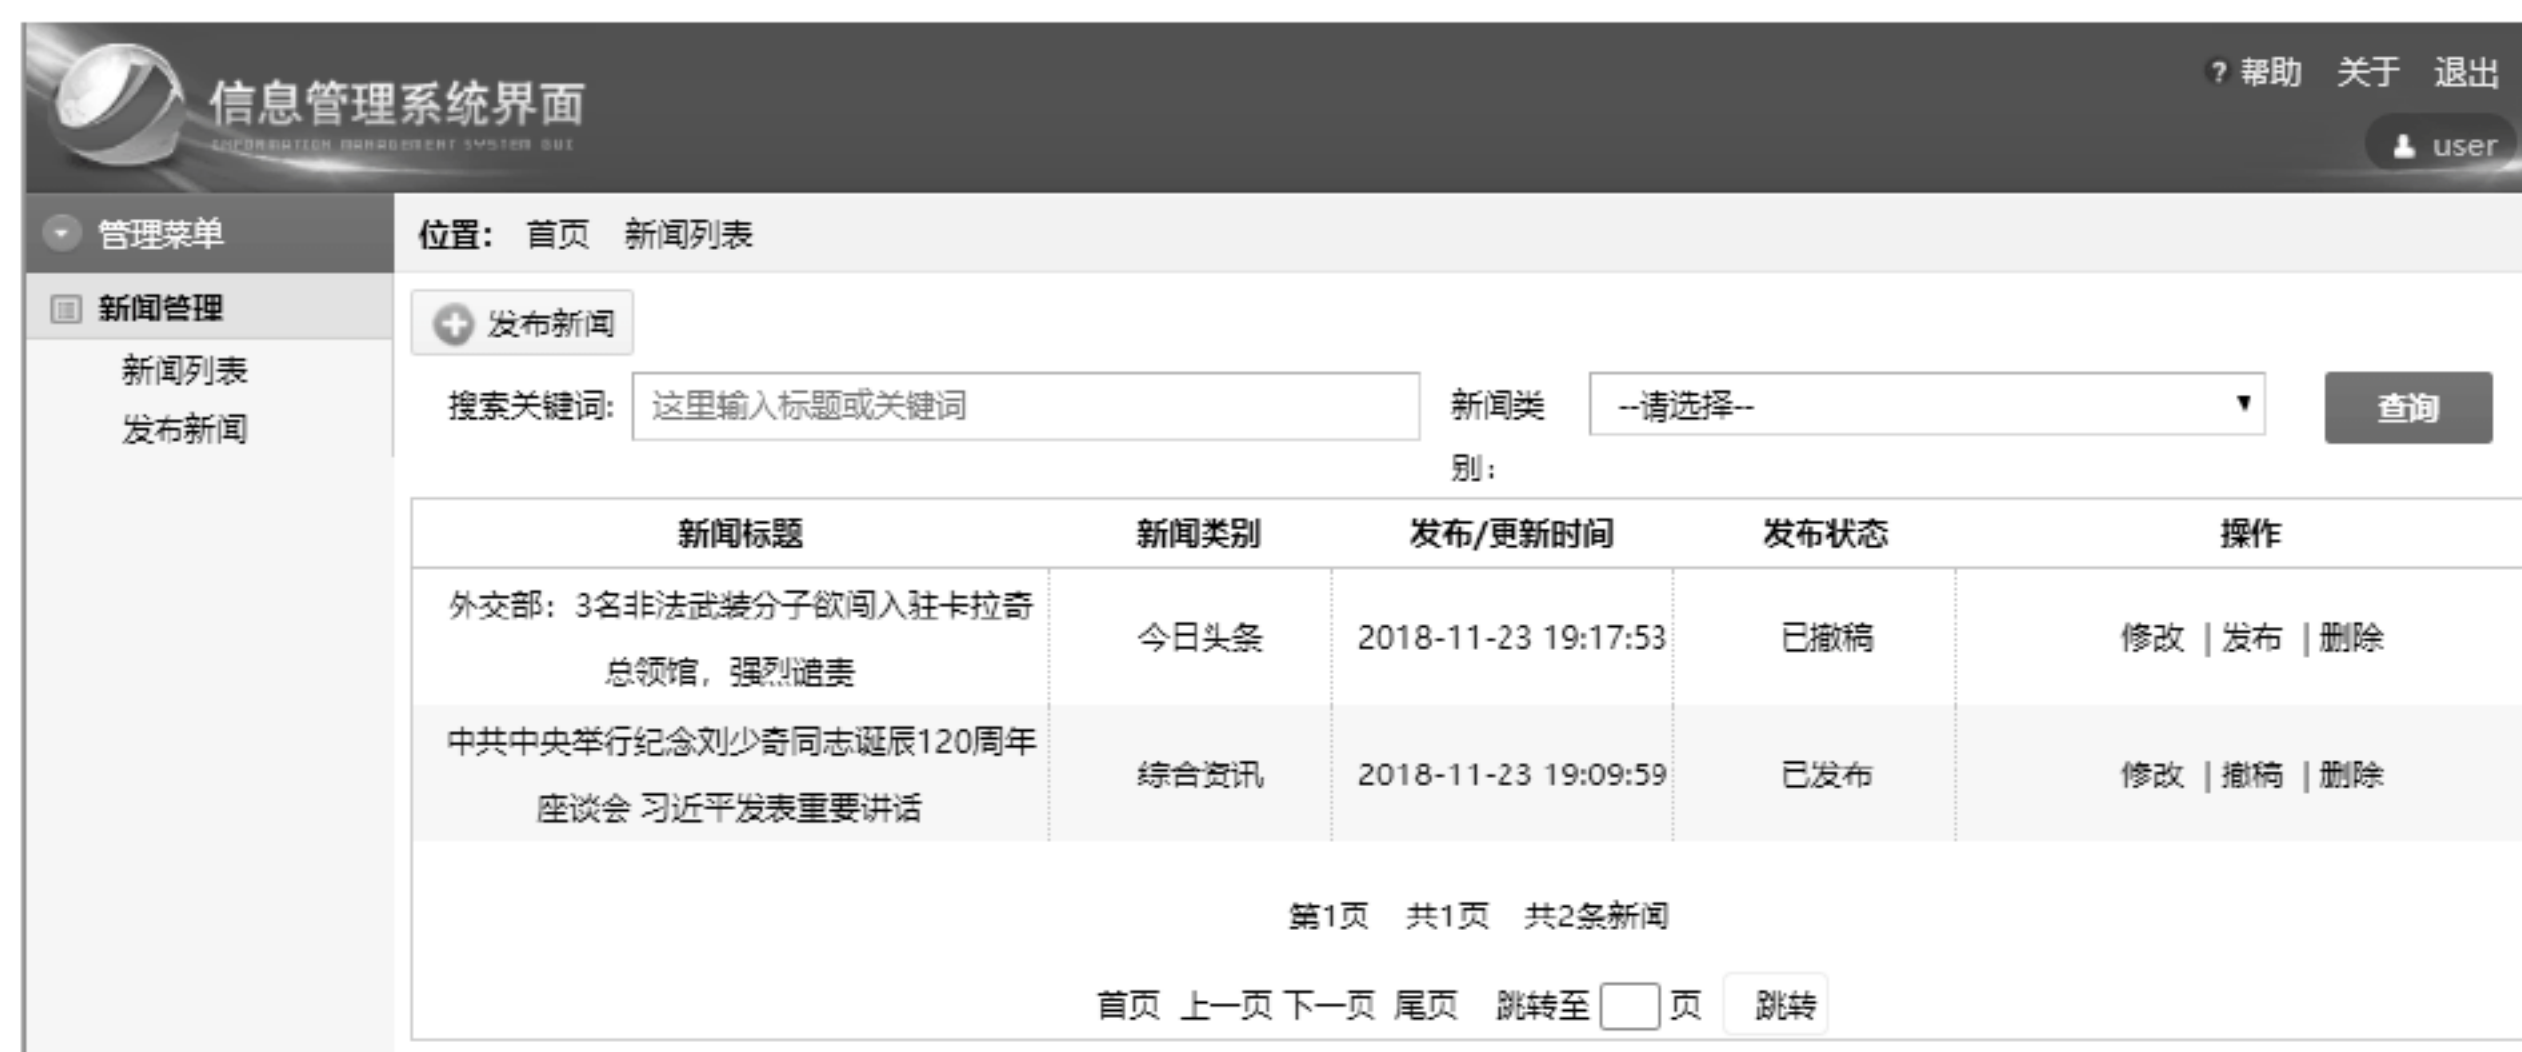 信息管理系统界面
INFORMATION MANAGEMENT SYSTEM GUI
? 帮助 关于 退出
user
管理菜单
位置： 首页 新闻列表
新闻管理
新闻列表
发布新闻
发布新闻
搜索关键词: 这里输入标题或关键词 新闻类别： --请选择-- 查询
新闻标题 新闻类别 发布/更新时间 发布状态 操作
外交部：3名非法武装分子欲闯入驻卡拉奇
总领馆，强烈谴责
今日头条 2018-11-23 19:17:53 已撤稿 修改 | 发布 | 删除
中共中央举行纪念刘少奇同志诞辰120周年
座谈会 习近平发表重要讲话
综合资讯 2018-11-23 19:09:59 已发布 修改 | 撤稿 | 删除
第1页 共1页 共2条新闻
首页 上一页 下一页 尾页 跳转至 页 跳转